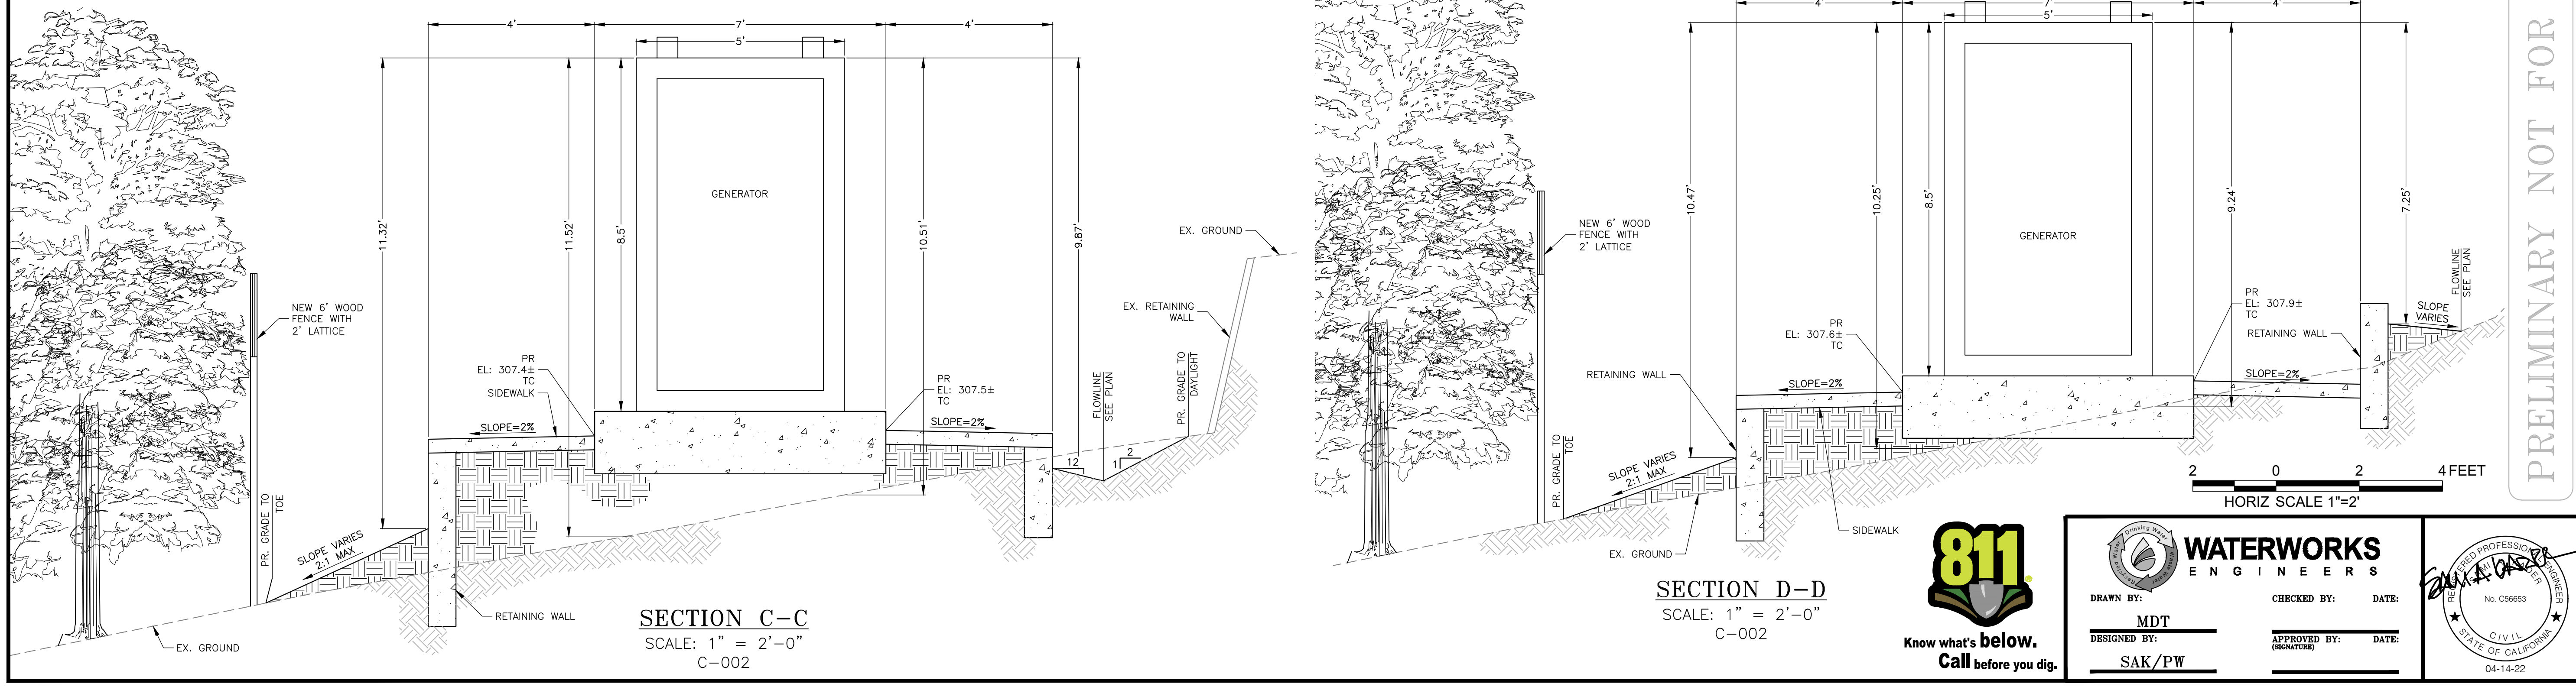 4'
7'
4'
5'
11.32'
11.52'
8.5'
10.51'
9.87'
GENERATOR
NEW 6' WOOD
FENCE WITH
2' LATTICE
EX. GROUND
EX. RETAINING
WALL
PR
EL: 307.4±
TC
SIDEWALK
PR
EL: 307.5±
TC
SLOPE=2%
SLOPE=2%
FLOWLINE
SEE PLAN
PR. GRADE TO
DAYLIGHT
12
1
2
PR. GRADE TO
TOE
SLOPE VARIES
2:1 MAX
RETAINING WALL
EX. GROUND
SECTION C-C
SCALE: 1" = 2'-0"
C-002
4'
7'
4'
5'
10.47'
10.25'
8.5'
9.24'
7.25'
GENERATOR
NEW 6' WOOD
FENCE WITH
2' LATTICE
FLOWLINE
SEE PLAN
PR
EL: 307.9±
TC
SLOPE
VARIES
PR
EL: 307.6±
TC
RETAINING WALL
RETAINING WALL
SLOPE=2%
SLOPE=2%
PR. GRADE TO
TOE
SLOPE VARIES
2:1 MAX
SIDEWALK
EX. GROUND
SECTION D-D
SCALE: 1" = 2'-0"
C-002
2 0 2 4 FEET
HORIZ SCALE 1"=2'
PRELIMINARY NOT FOR
811
Know what's below.
Call before you dig.
Drinking Water
Waste Water
Recycled Water
WATERWORKS
ENGINEERS
DRAWN BY:
MDT
DESIGNED BY:
SAK/PW
CHECKED BY: DATE:
APPROVED BY: DATE:
(SIGNATURE)
REGISTERED PROFESSIONAL ENGINEER
No. C56653
CIVIL
STATE OF CALIFORNIA
04-14-22